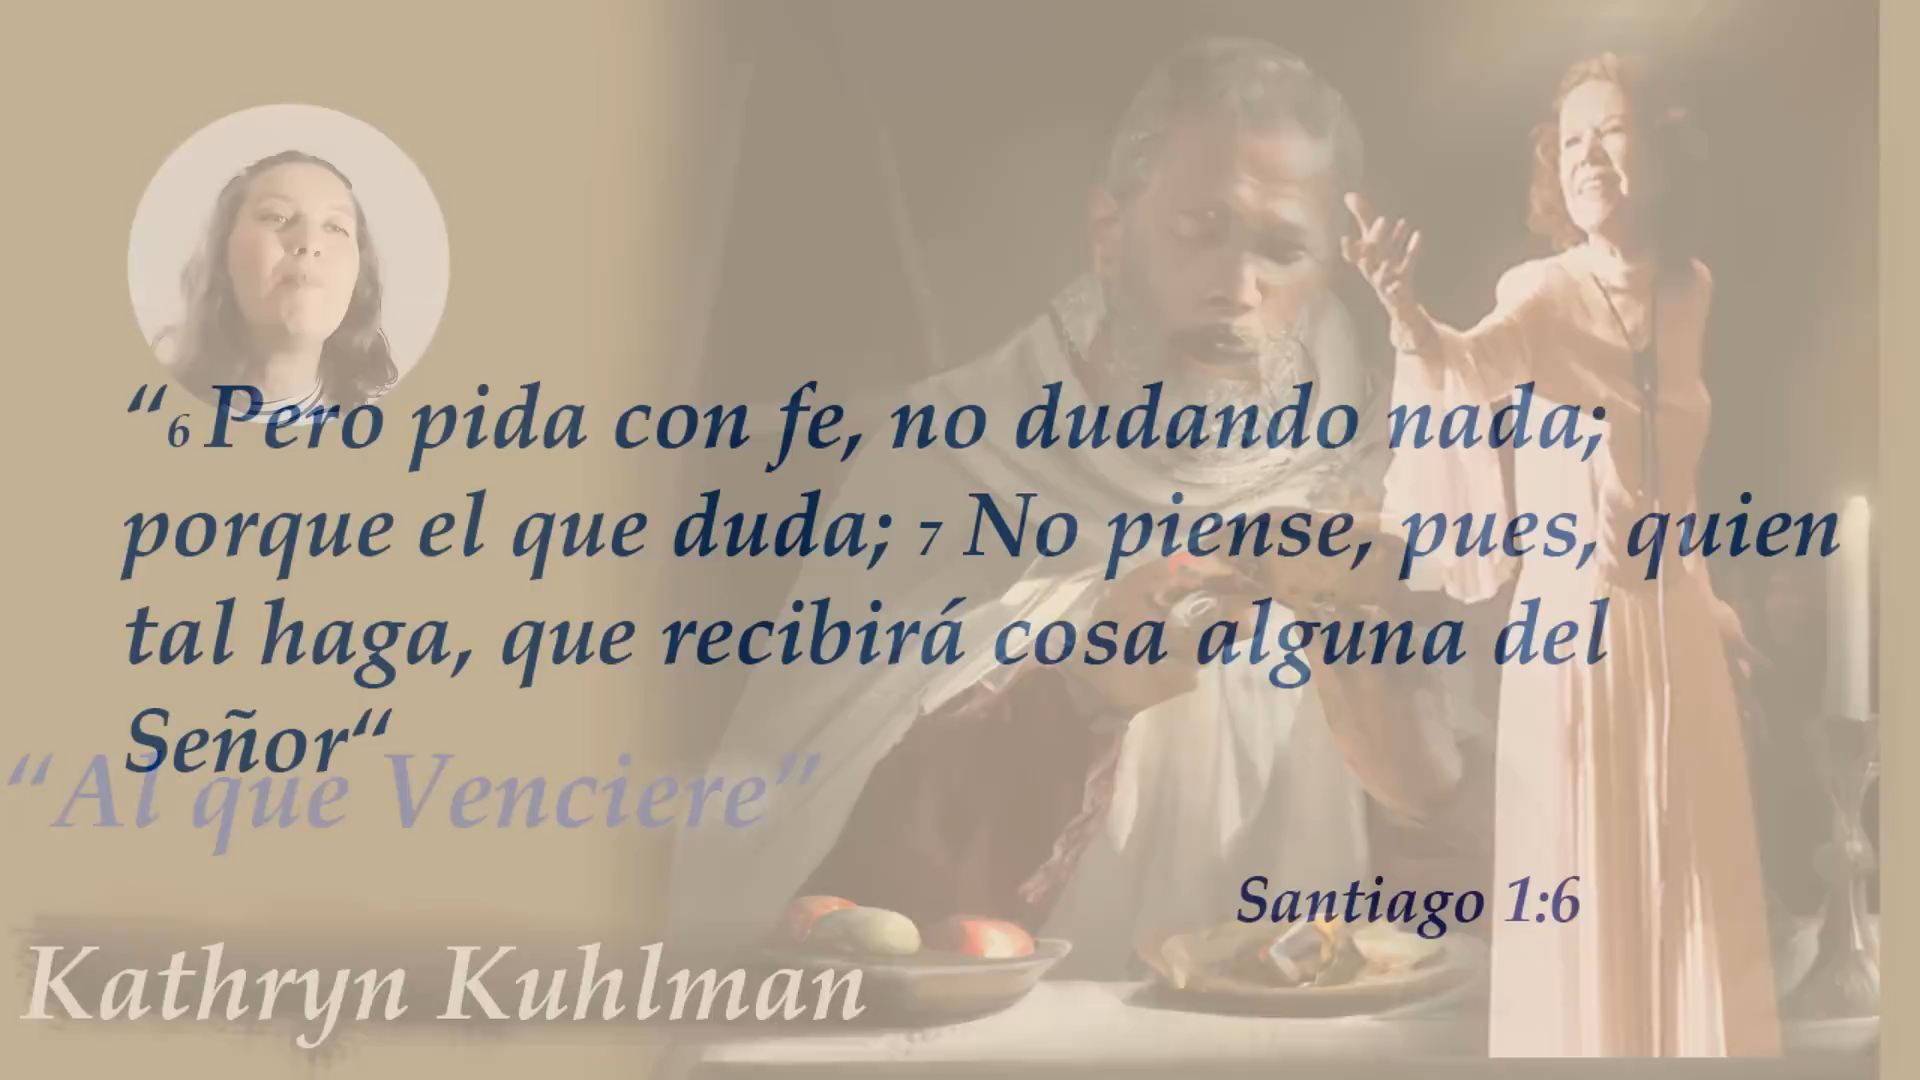 “6 Pero pida con fe, no dudando nada;
porque el que duda; 7 No piense, pues, quien
tal haga, que recibirá cosa alguna del
Señor“
“Al que Venciere”
Santiago 1:6
Kathryn Kuhlman